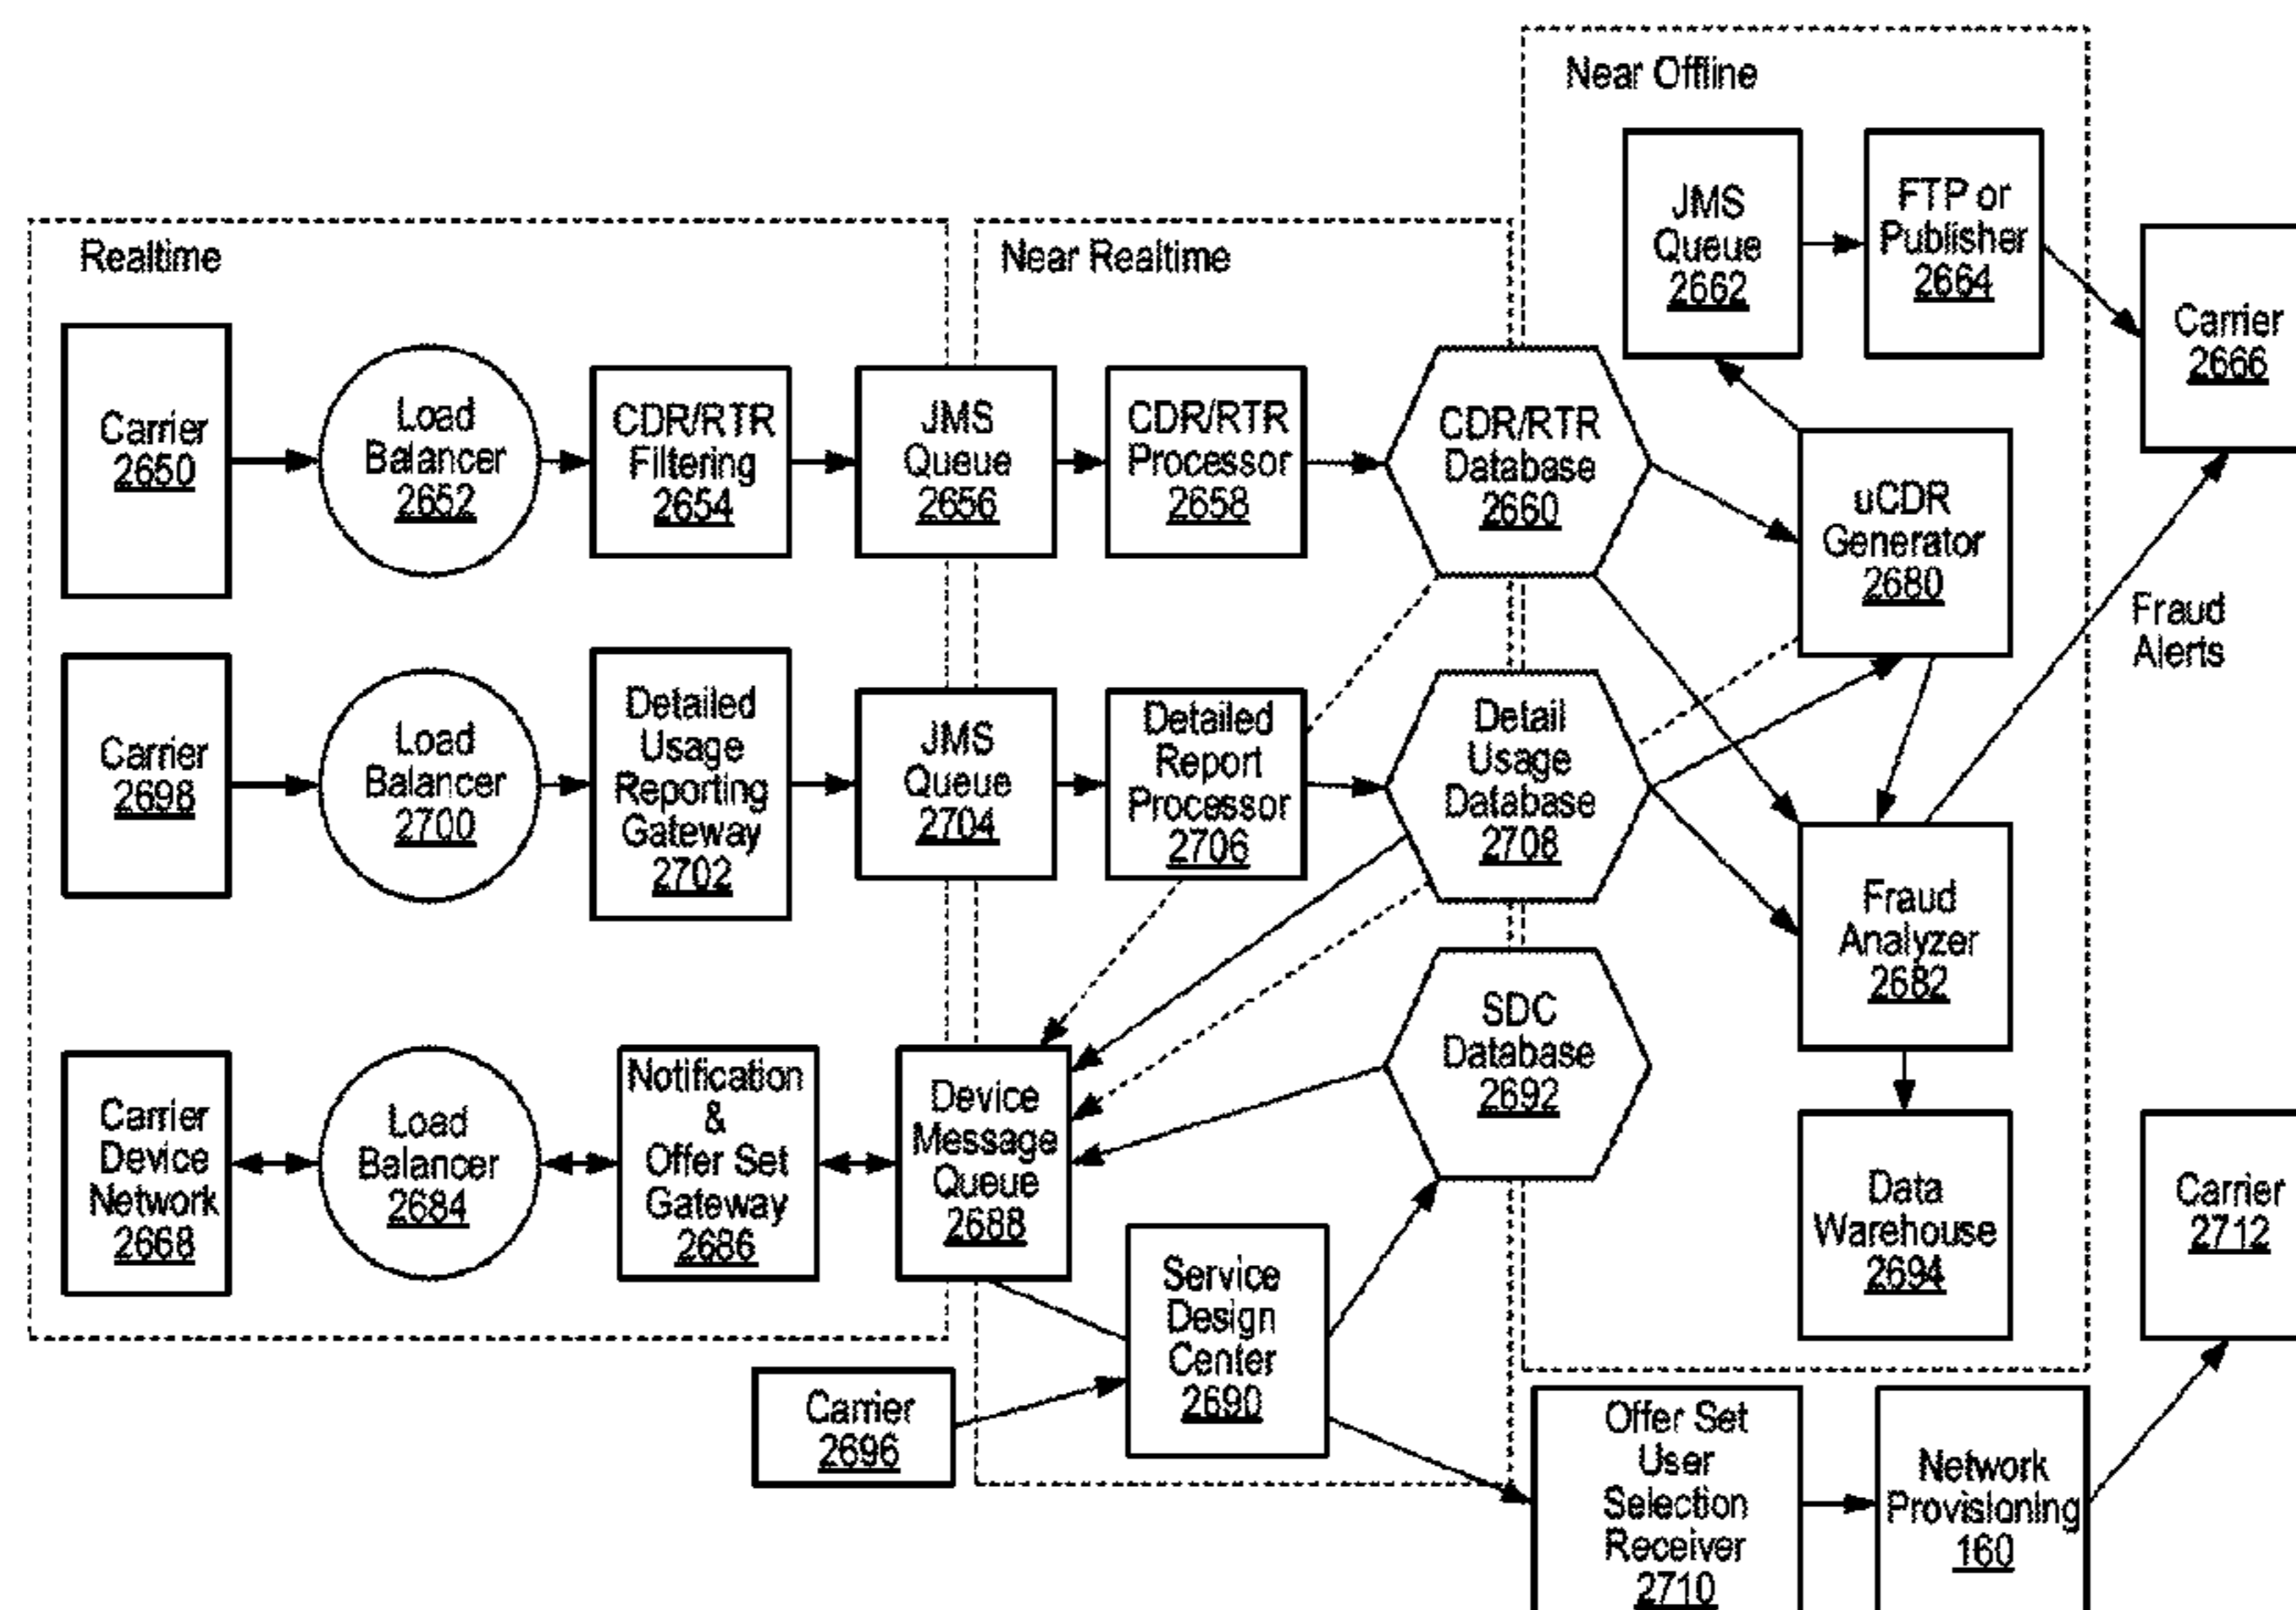 Near Offline
JMS
Queue
2662
FTP or
Publisher
2664
Realtime
Near Realtime
Carrier
2666
Carrier
2650
Load
Balancer
2652
CDR/RTR
Filtering
2654
JMS
Queue
2656
CDR/RTR
Processor
2658
CDR/RTR
Database
2660
uCDR
Generator
2680
Fraud
Alerts
Carrier
2698
Load
Balancer
2700
Detailed
Usage
Reporting
Gateway
2702
JMS
Queue
2704
Detailed
Report
Processor
2706
Detail
Usage
Database
2708
Fraud
Analyzer
2682
Carrier
Device
Network
2668
Load
Balancer
2684
Notification
&
Offer Set
Gateway
2686
Device
Message
Queue
2688
SDC
Database
2692
Data
Warehouse
2694
Carrier
2712
Service
Design
Center
2690
Carrier
2696
Offer Set
User
Selection
Receiver
2710
Network
Provisioning
160